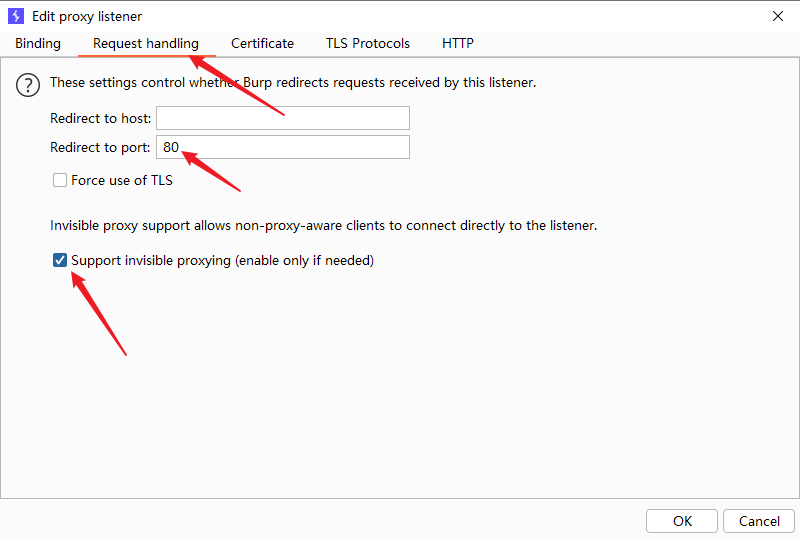 Edit proxy listener
Binding Request handling Certificate TLS Protocols HTTP
These settings control whether Burp redirects requests received by this listener.
Redirect to host:
Redirect to port: 80
Force use of TLS
Invisible proxy support allows non-proxy-aware clients to connect directly to the listener.
Support invisible proxying (enable only if needed)
OK Cancel